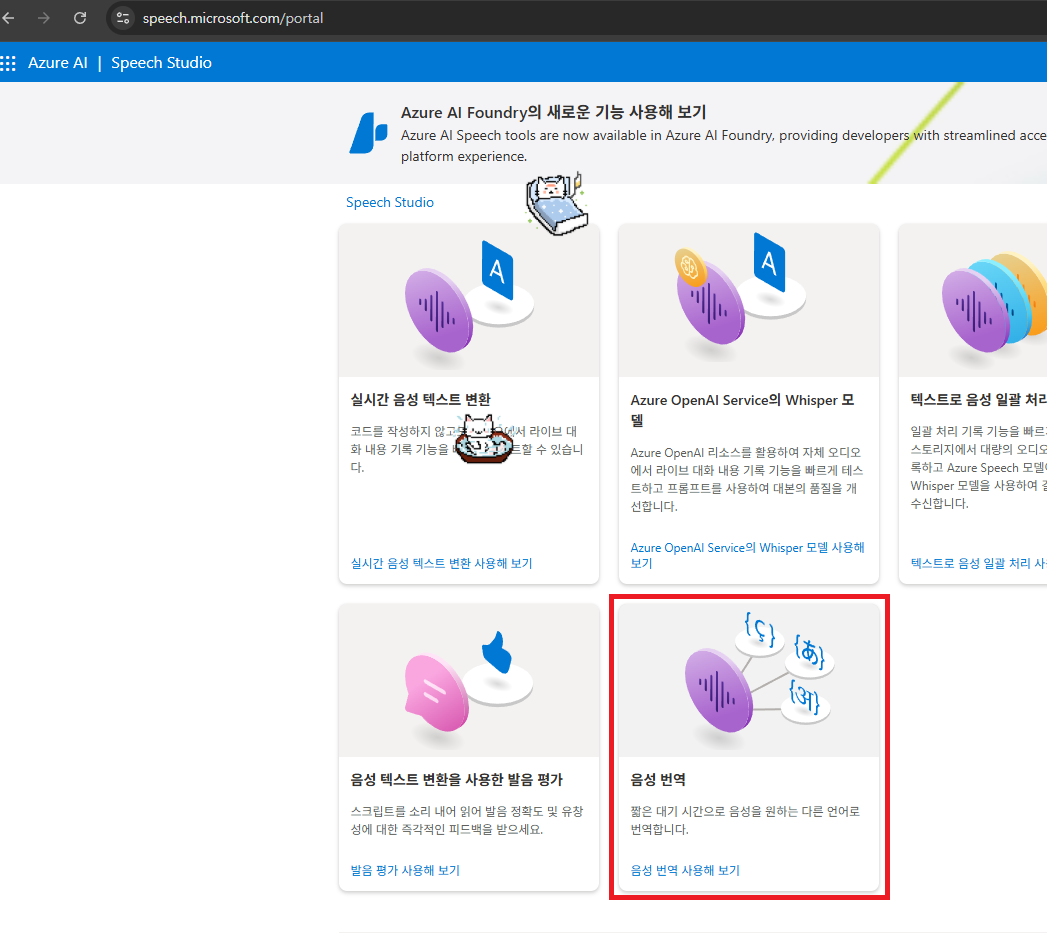 speech.microsoft.com/portal
Azure AI | Speech Studio
Azure AI Foundry의 새로운 기능 사용해 보기
Azure AI Speech tools are now available in Azure AI Foundry, providing developers with streamlined acce
platform experience.
Speech Studio
실시간 음성 텍스트 변환
코드를 작성하지 않고도 라이브 대
화 내용 기록 기능을 할 수 있습니
다.
실시간 음성 텍스트 변환 사용해 보기
Azure OpenAI Service의 Whisper 모
델
Azure OpenAI 리소스를 활용하여 자체 오디오
에서 라이브 대화 내용 기록 기능을 빠르게 테스
트하고 프롬프트를 사용하여 대본의 품질을 개
선합니다.
Azure OpenAI Service의 Whisper 모델 사용해
보기
텍스트로 음성 일괄 처리
일괄 처리 기록 기능을 빠르
스토리지에서 대량의 오디오
록하고 Azure Speech 모델
Whisper 모델을 사용하여 결
수신합니다.
텍스트로 음성 일괄 처리 사
음성 텍스트 변환을 사용한 발음 평가
스크립트를 소리 내어 읽어 발음 정확도 및 유창
성에 대한 즉각적인 피드백을 받으세요.
발음 평가 사용해 보기
{ç}
{あ}
{अ}
음성 번역
짧은 대기 시간으로 음성을 원하는 다른 언어로
번역합니다.
음성 번역 사용해 보기